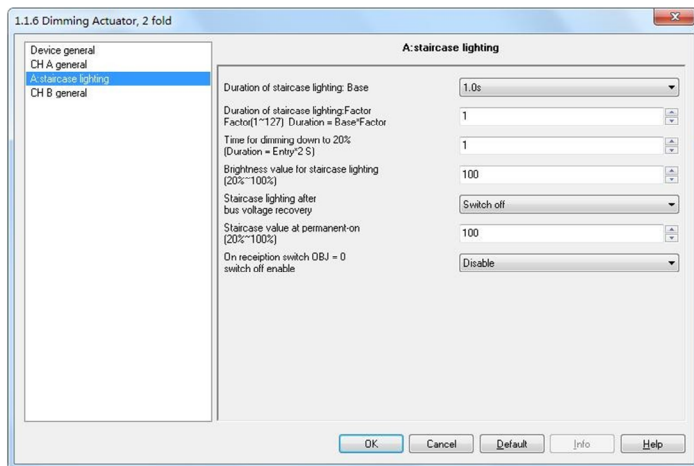 1.1.6 Dimming Actuator, 2 fold
Device general
CH A general
A:staircase lighting
CH B general
A:staircase lighting
Duration of staircase lighting: Base
1.0s
Duration of staircase lighting:Factor
Factor(1~127) Duration = Base*Factor
1
Time for dimming down to 20%
(Duration = Entry*2 S)
1
Brightness value for staircase lighting
(20%~100%)
100
Staircase lighting after
bus voltage recovery
Switch off
Staircase value at permanent-on
(20%~100%)
100
On receiption switch OBJ = 0
switch off enable
Disable
OK
Cancel
Default
Info
Help